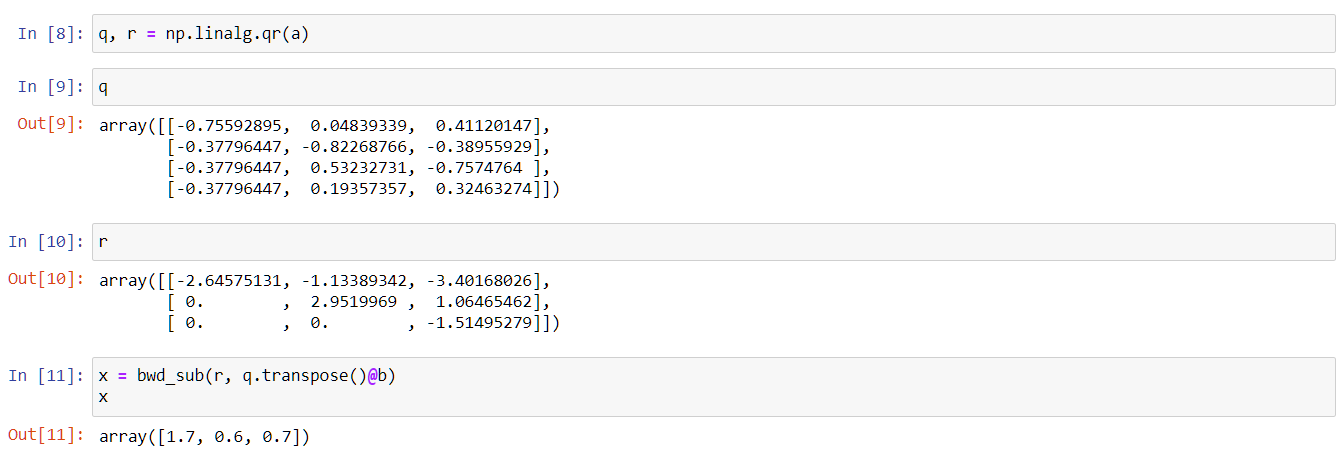 In [8]: q, r = np.linalg.qr(a)
In [9]: q
Out[9]: array([[-0.75592895,  0.04839339,  0.41120147],
       [-0.37796447, -0.82268766, -0.38955929],
       [-0.37796447,  0.53232731, -0.7574764 ],
       [-0.37796447,  0.19357357,  0.32463274]])
In [10]: r
Out[10]: array([[-2.64575131, -1.13389342, -3.40168026],
       [ 0.        ,  2.9519969 ,  1.06465462],
       [ 0.        ,  0.        , -1.51495279]])
In [11]: x = bwd_sub(r, q.transpose()@b)
x
Out[11]: array([1.7, 0.6, 0.7])